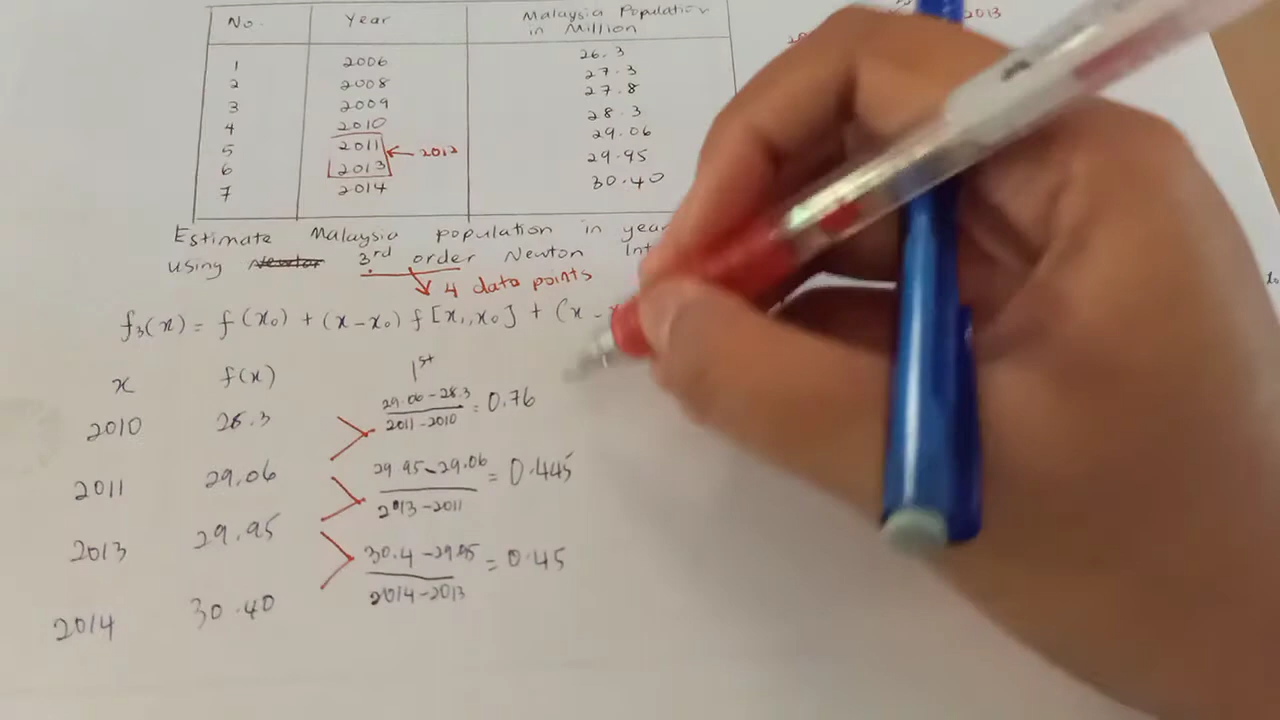 No. Year Malaysia Population in Million
1 2006 26.3
2 2008 27.3
3 2009 27.8
4 2010 28.3
5 2011 29.06
6 2013 29.95
7 2014 30.40
← 2012
2013
Estimate Malaysia population in year
using 3rd order Newton
4 data points
f3(x) = f(x0) + (x-x0) f[x1,x0] + (x -
x f(x) 1st
2010 28.3 29.06-28.3 / 2011-2010 = 0.76
2011 29.06 29.95-29.06 / 2013-2011 = 0.445
2013 29.95 30.4-29.95 / 2014-2013 = 0.45
2014 30.40